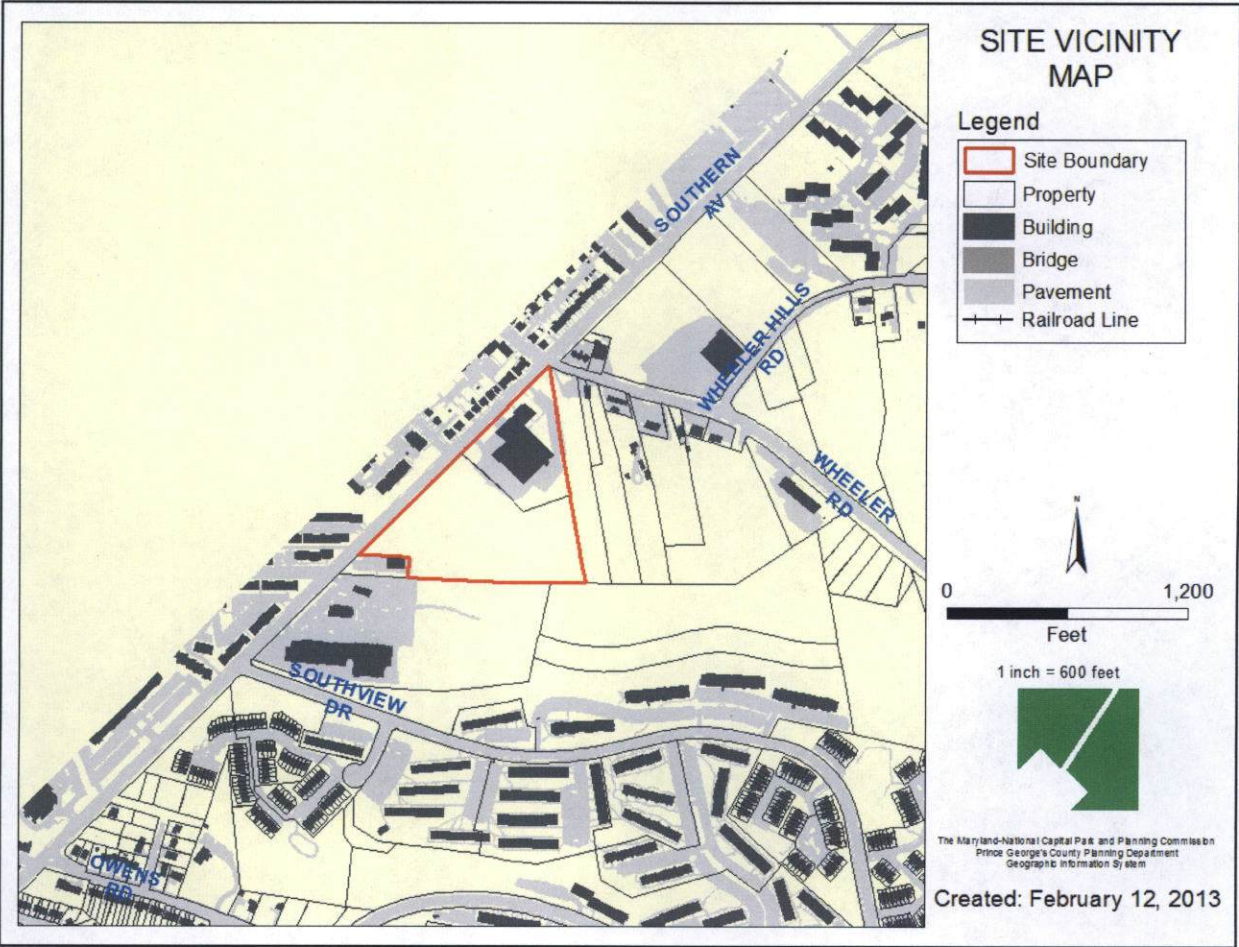 SITE VICINITY
MAP
Legend
Site Boundary
Property
Building
Bridge
Pavement
Railroad Line
SOUTHERN
AV
WHEELER HILLS
RD
WHEELER
RD
SOUTHVIEW
DR
OWENS
RD
N
0 1,200
Feet
1 inch = 600 feet
The Maryland-National Capital Park and Planning Commission
Prince George's County Planning Department
Geographic Information System
Created: February 12, 2013